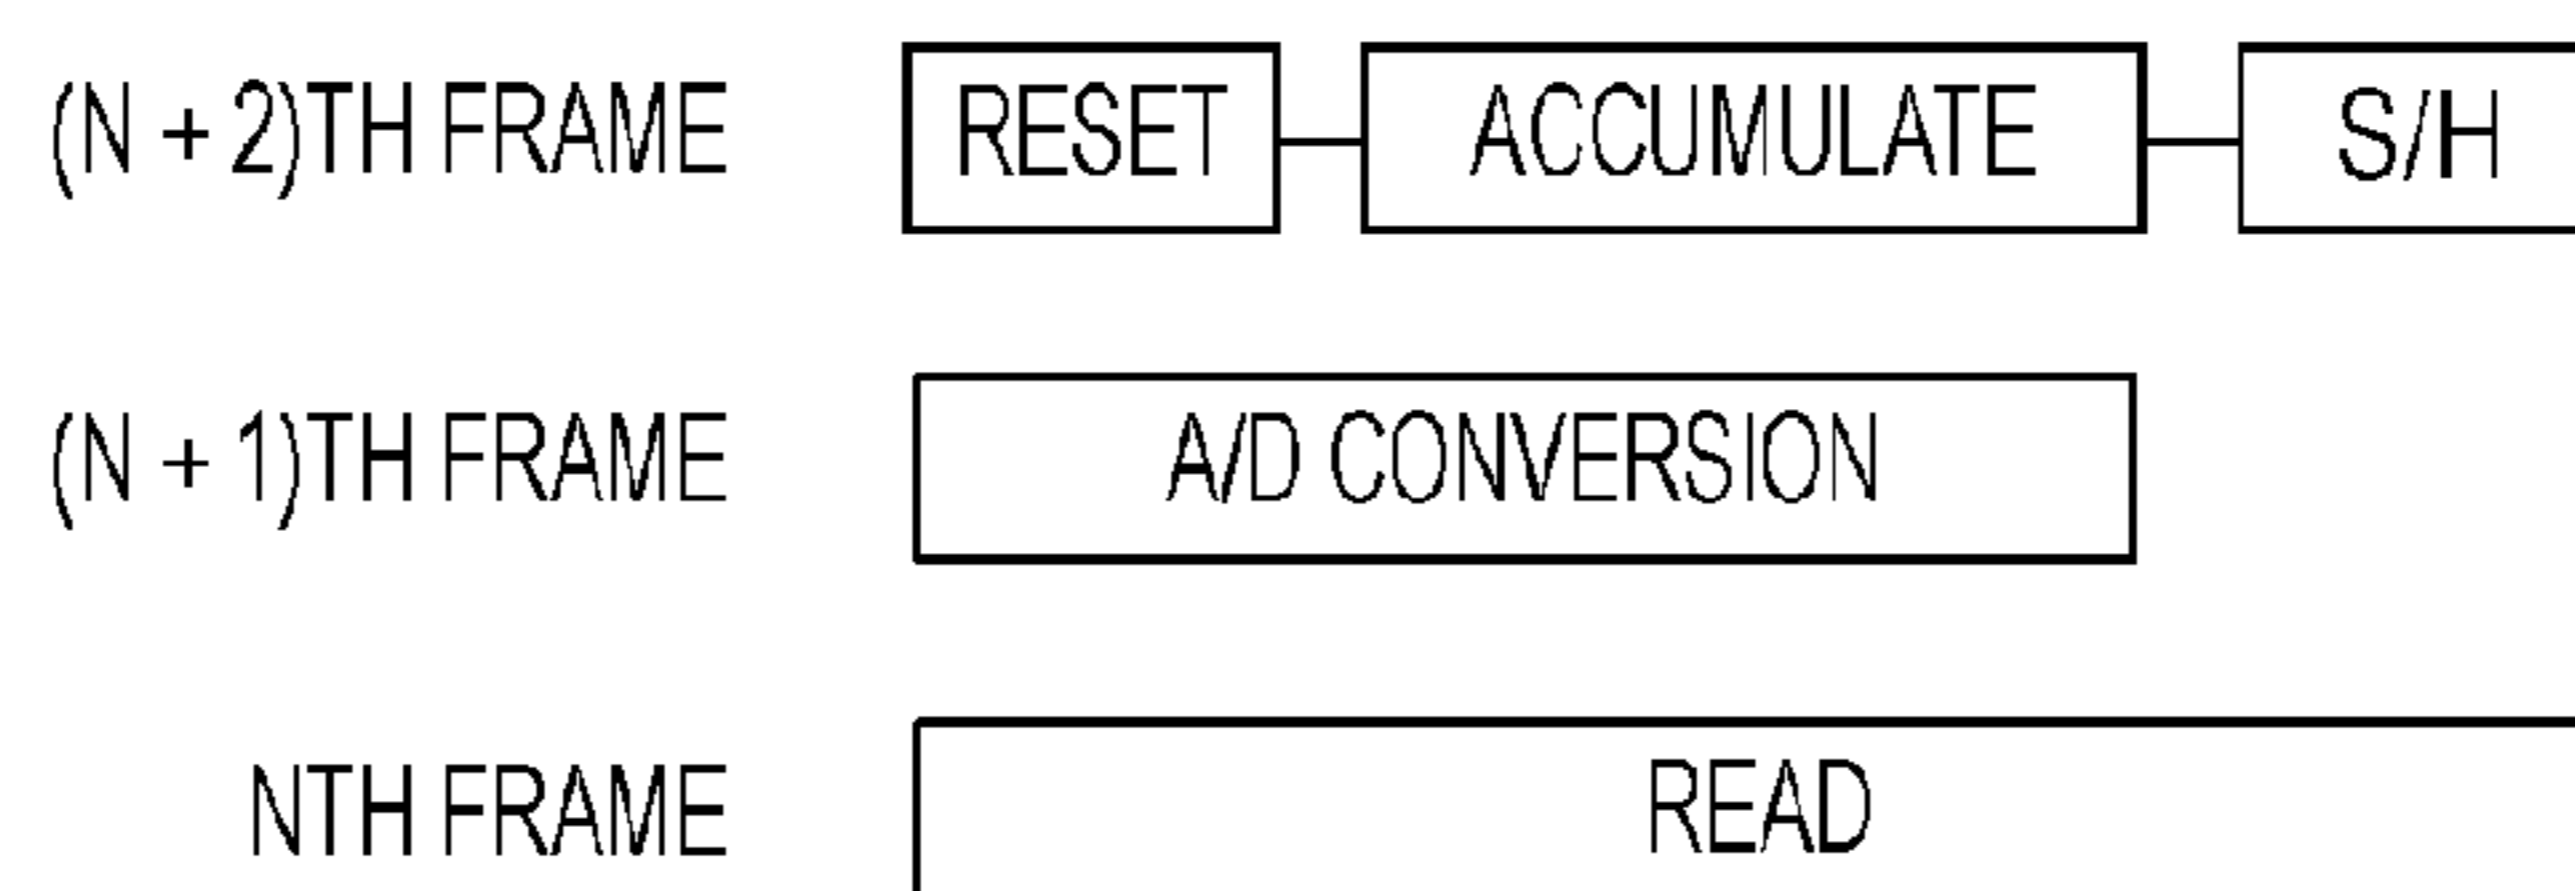 (N + 2)TH FRAME RESET ACCUMULATE S/H
(N + 1)TH FRAME A/D CONVERSION
NTH FRAME READ